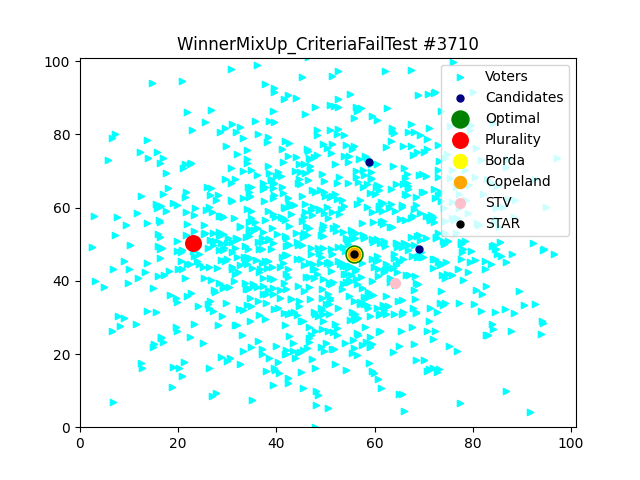 WinnerMixUp_CriteriaFailTest #3710
100
80
60
40
20
0
0
20
40
60
80
100
Voters
Candidates
Optimal
Plurality
Borda
Copeland
STV
STAR